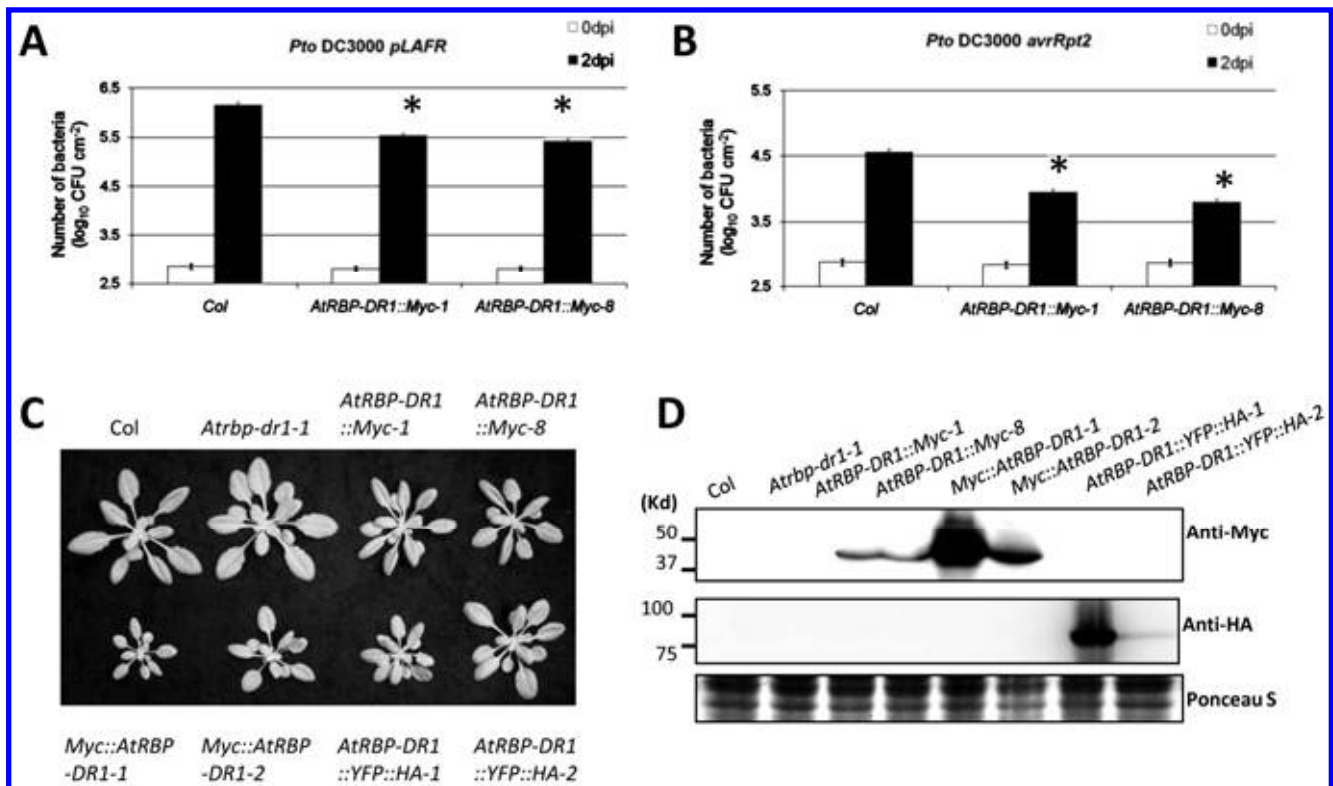 A
Pto DC3000 pLAFR
0dpi
2dpi
Number of bacteria
(log10 CFU cm-2)
6.5
5.5
4.5
3.5
2.5
*
*
Col
AtRBP-DR1::Myc-1
AtRBP-DR1::Myc-8
B
Pto DC3000 avrRpt2
0dpi
2dpi
Number of bacteria
(log10 CFU cm-2)
5.5
4.5
3.5
2.5
*
*
Col
AtRBP-DR1::Myc-1
AtRBP-DR1::Myc-8
C
Col
Atrbp-dr1-1
AtRBP-DR1
::Myc-1
AtRBP-DR1
::Myc-8
Myc::AtRBP
-DR1-1
Myc::AtRBP
-DR1-2
AtRBP-DR1
::YFP::HA-1
AtRBP-DR1
::YFP::HA-2
D
Col
Atrbp-dr1-1
AtRBP-DR1::Myc-1
AtRBP-DR1::Myc-8
Myc::AtRBP-DR1-1
Myc::AtRBP-DR1-2
AtRBP-DR1::YFP::HA-1
AtRBP-DR1::YFP::HA-2
(Kd)
50
37
Anti-Myc
100
75
Anti-HA
Ponceau S